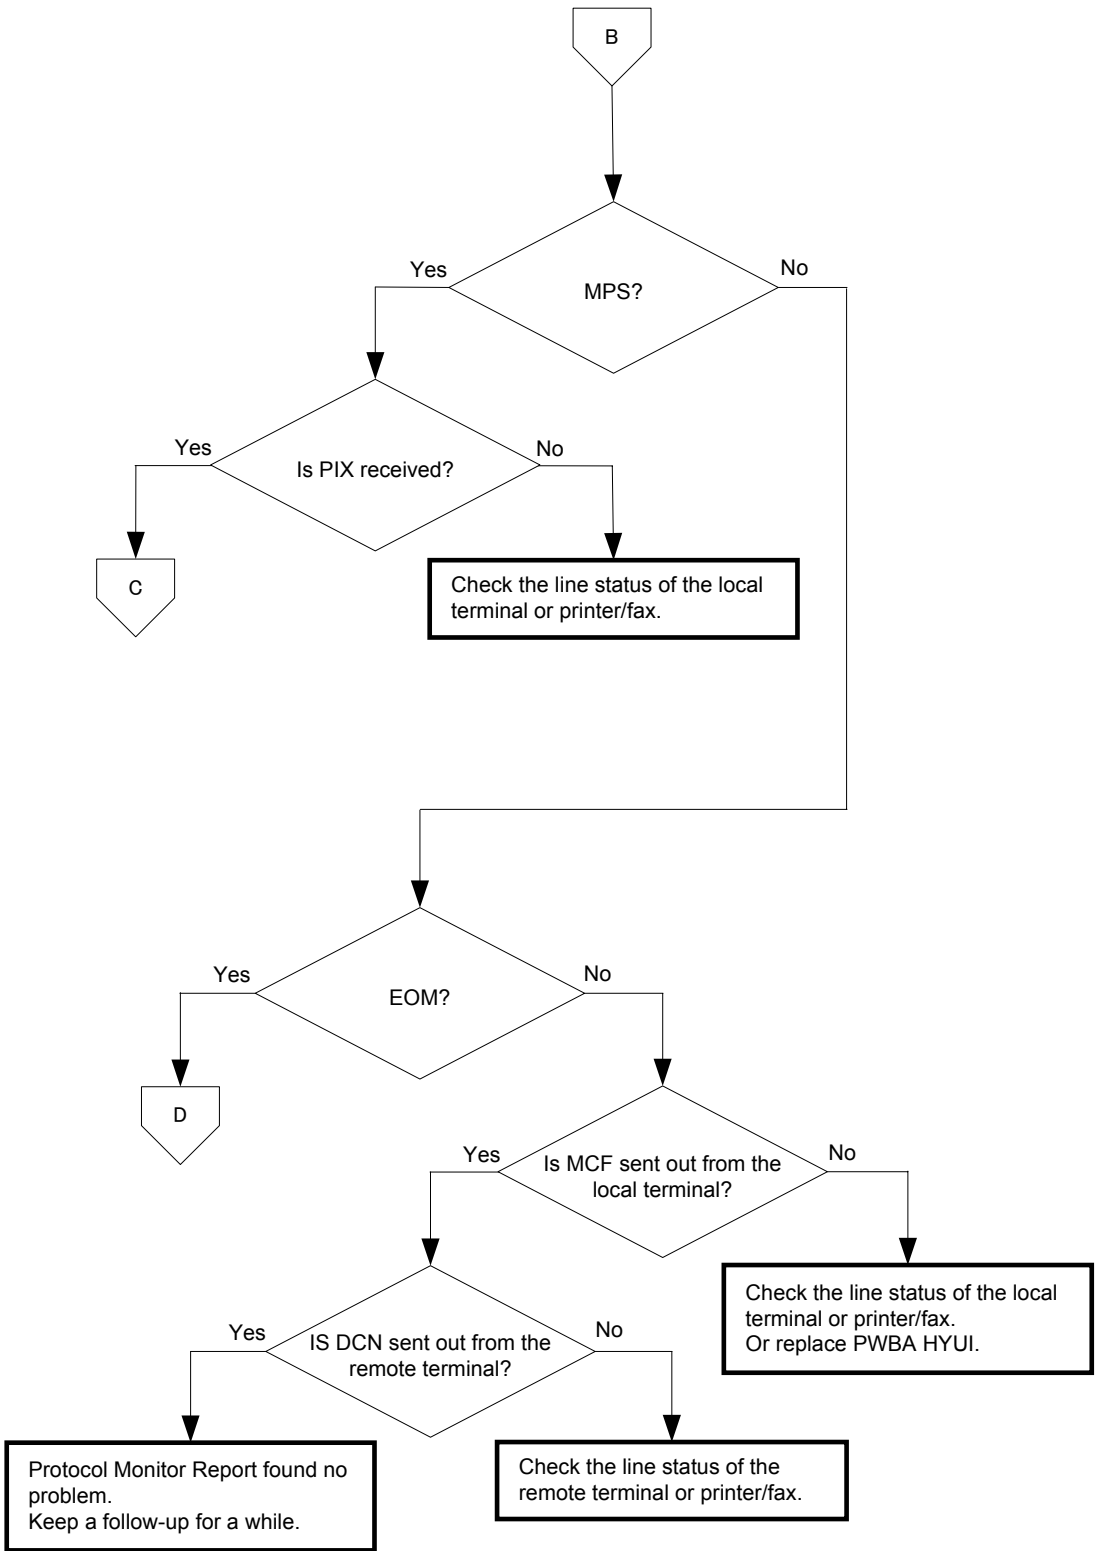 B
Yes
No
MPS?
Yes
No
Is PIX received?
C
Check the line status of the local
terminal or printer/fax.
Yes
No
EOM?
D
Yes
No
Is MCF sent out from the
local terminal?
Check the line status of the local
terminal or printer/fax.
Or replace PWBA HYUI.
Yes
No
IS DCN sent out from the
remote terminal?
Protocol Monitor Report found no
problem.
Keep a follow-up for a while.
Check the line status of the
remote terminal or printer/fax.